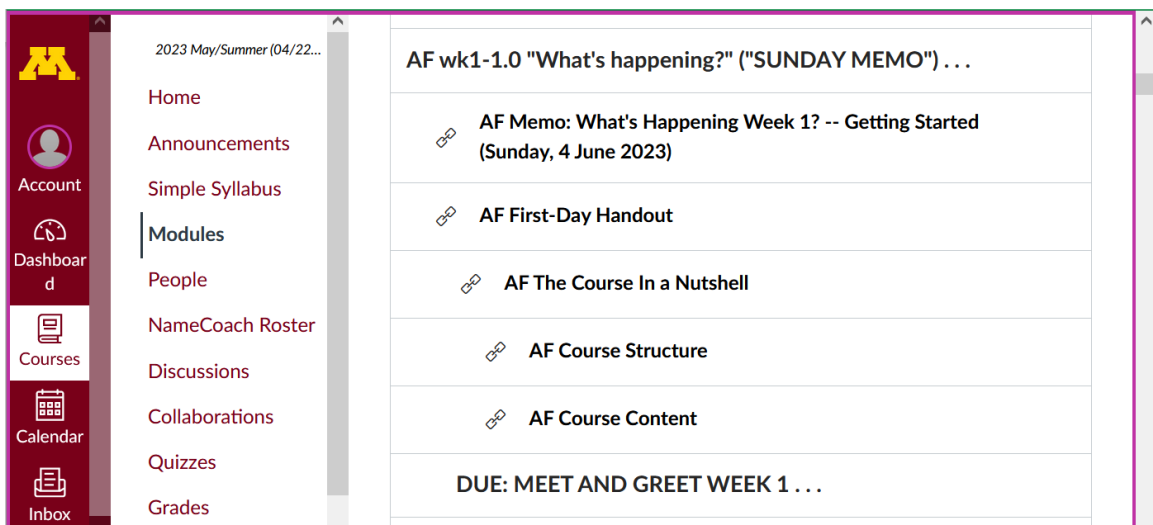 M
Account
Dashboar
d
Courses
Calendar
Inbox
2023 May/Summer (04/22...
Home
Announcements
Simple Syllabus
Modules
People
NameCoach Roster
Discussions
Collaborations
Quizzes
Grades
AF wk1-1.0 "What's happening?" ("SUNDAY MEMO") . . .
AF Memo: What's Happening Week 1? -- Getting Started
(Sunday, 4 June 2023)
AF First-Day Handout
AF The Course In a Nutshell
AF Course Structure
AF Course Content
DUE: MEET AND GREET WEEK 1 . . .